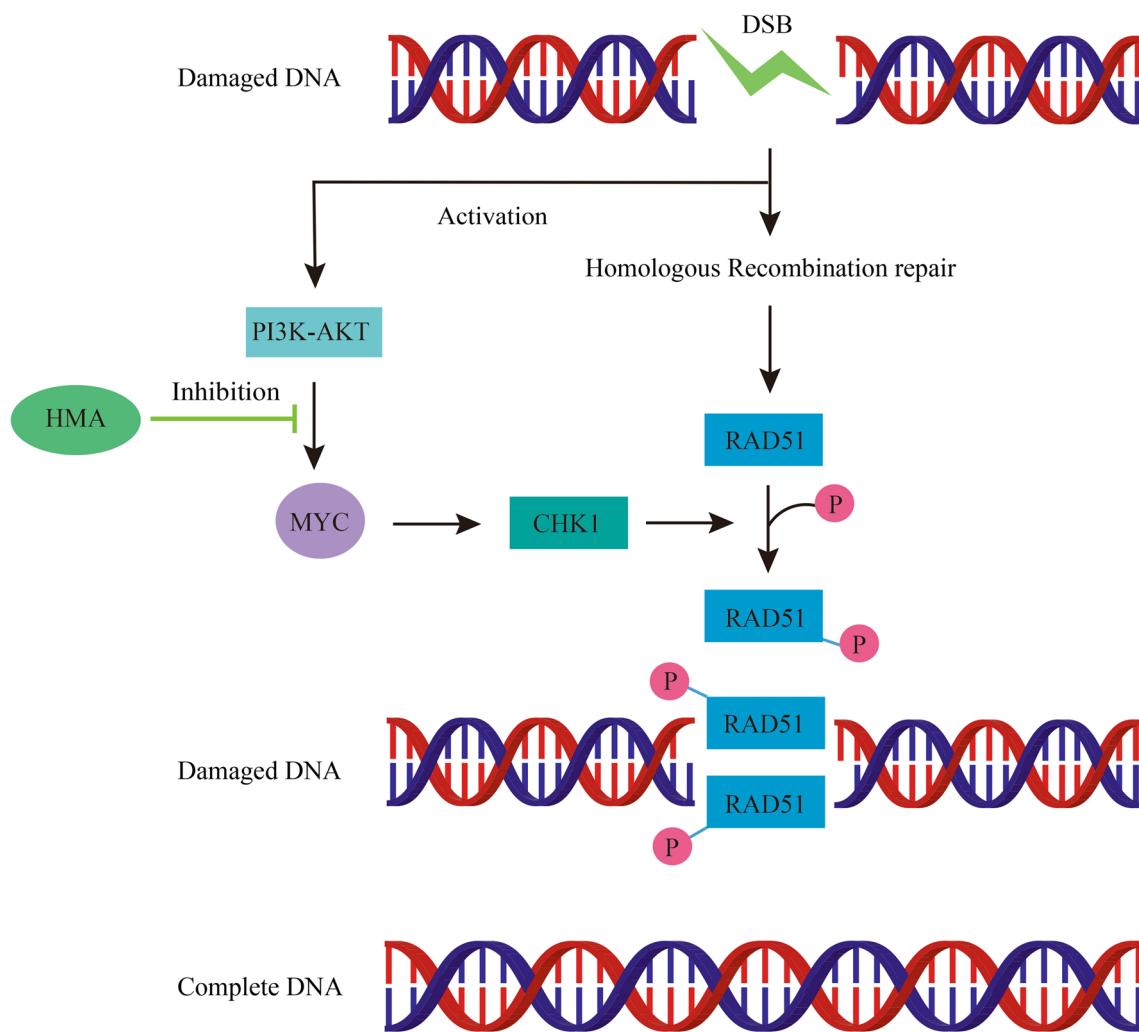 DSB
Damaged DNA
Activation
Homologous Recombination repair
PI3K-AKT
Inhibition
HMA
RAD51
P
MYC
CHK1
RAD51
P
P
RAD51
Damaged DNA
RAD51
P
Complete DNA